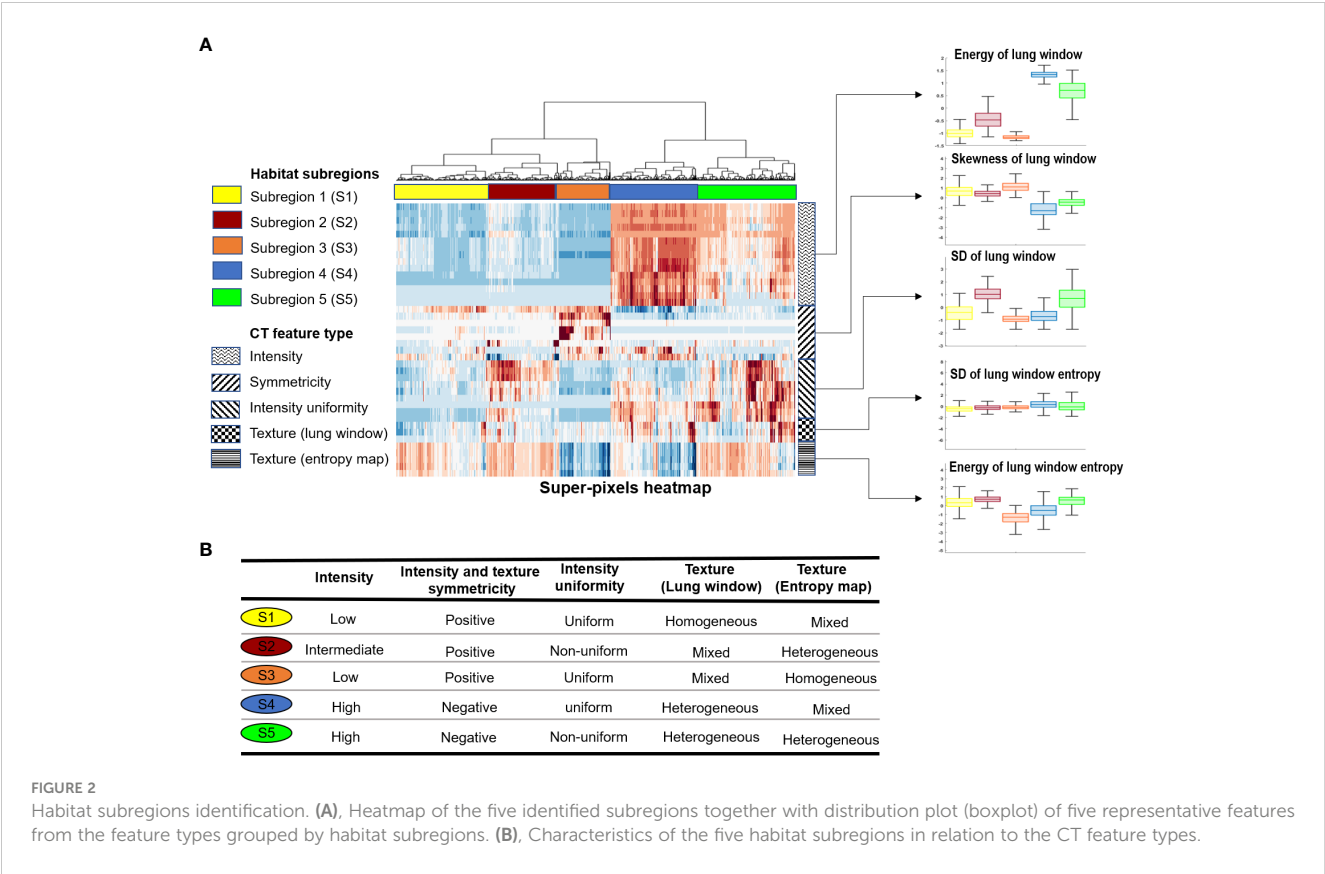 A
Habitat subregions
Subregion 1 (S1)
Subregion 2 (S2)
Subregion 3 (S3)
Subregion 4 (S4)
Subregion 5 (S5)
CT feature type
Intensity
Symmetricity
Intensity uniformity
Texture (lung window)
Texture (entropy map)
Super-pixels heatmap
Energy of lung window
Skewness of lung window
SD of lung window
SD of lung window entropy
Energy of lung window entropy
B
Intensity Intensity and texture symmetricity Intensity uniformity Texture (Lung window) Texture (Entropy map)
S1 Low Positive Uniform Homogeneous Mixed
S2 Intermediate Positive Non-uniform Mixed Heterogeneous
S3 Low Positive Uniform Mixed Homogeneous
S4 High Negative uniform Heterogeneous Mixed
S5 High Negative Non-uniform Heterogeneous Heterogeneous
FIGURE 2
Habitat subregions identification. (A), Heatmap of the five identified subregions together with distribution plot (boxplot) of five representative features
from the feature types grouped by habitat subregions. (B), Characteristics of the five habitat subregions in relation to the CT feature types.